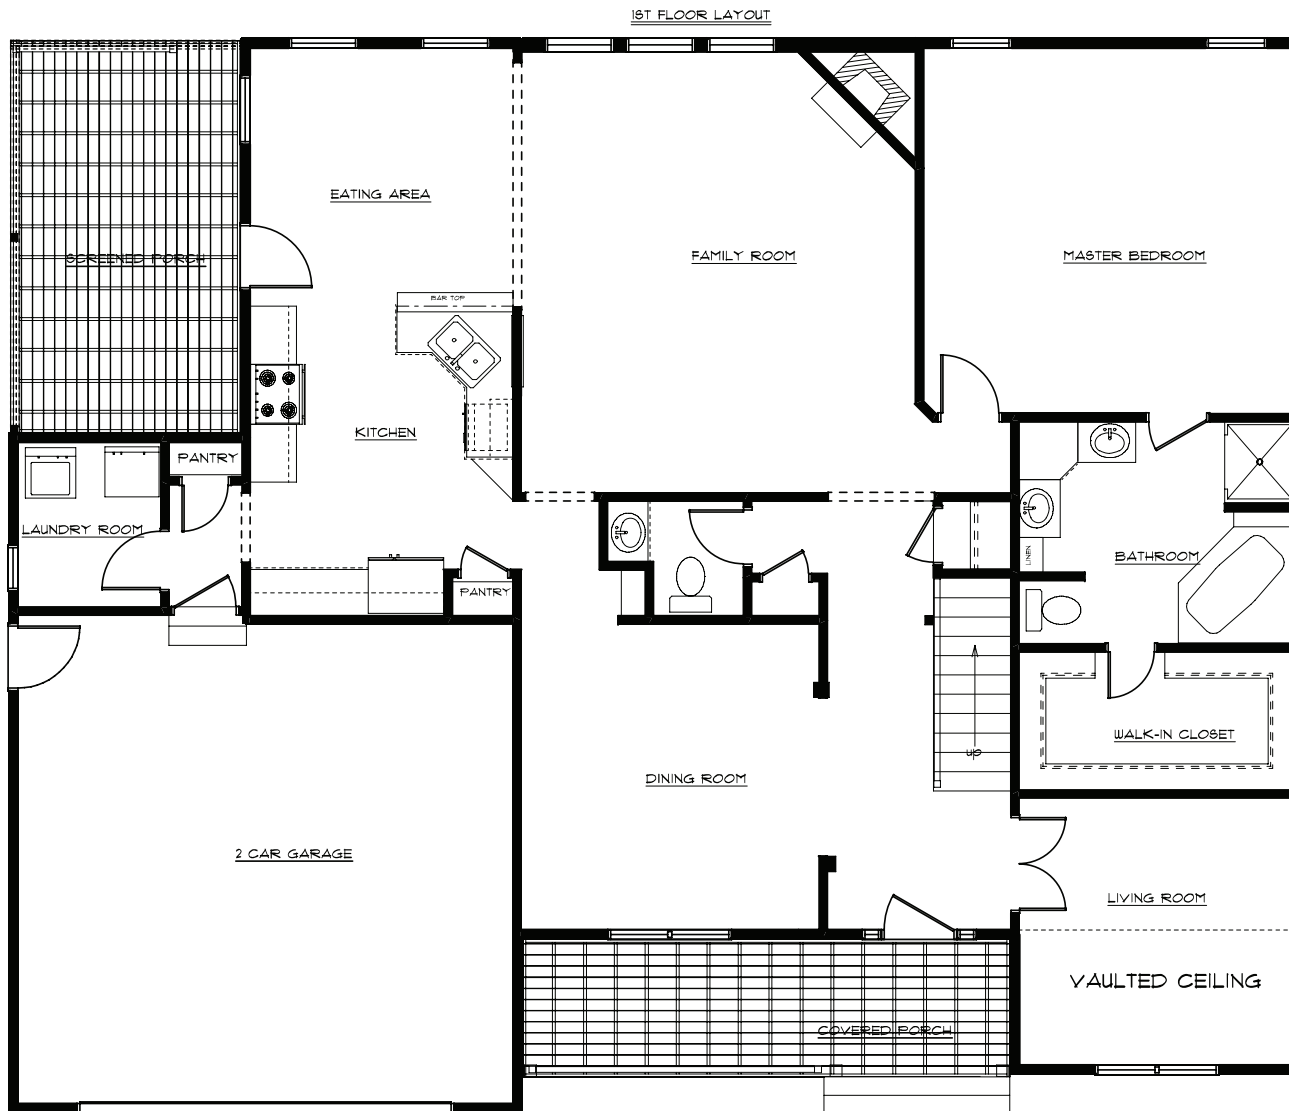 1ST FLOOR LAYOUT
EATING AREA
SCREENED PORCH
FAMILY ROOM
MASTER BEDROOM
BAR TOP
KITCHEN
PANTRY
LAUNDRY ROOM
LINEN
BATHROOM
PANTRY
WALK-IN CLOSET
UP
DINING ROOM
2 CAR GARAGE
LIVING ROOM
VAULTED CEILING
COVERED PORCH